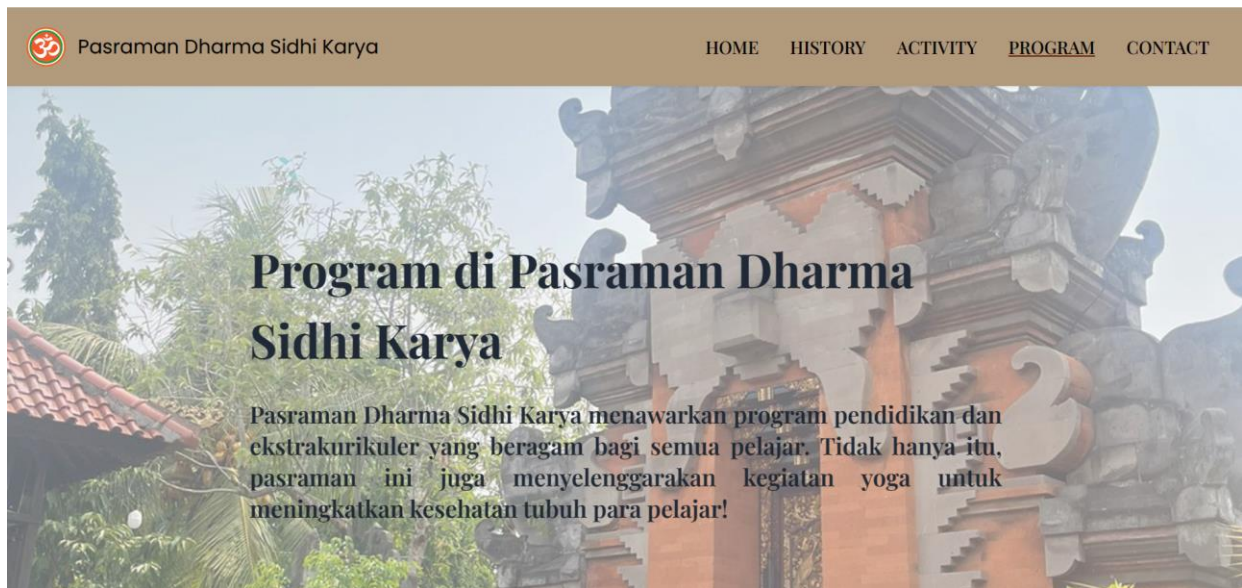 ॐ
Pasraman Dharma Sidhi Karya
HOME HISTORY ACTIVITY PROGRAM CONTACT
Program di Pasraman Dharma
Sidhi Karya
Pasraman Dharma Sidhi Karya menawarkan program pendidikan dan
ekstrakurikuler yang beragam bagi semua pelajar. Tidak hanya itu,
pasraman ini juga menyelenggarakan kegiatan yoga untuk
meningkatkan kesehatan tubuh para pelajar!